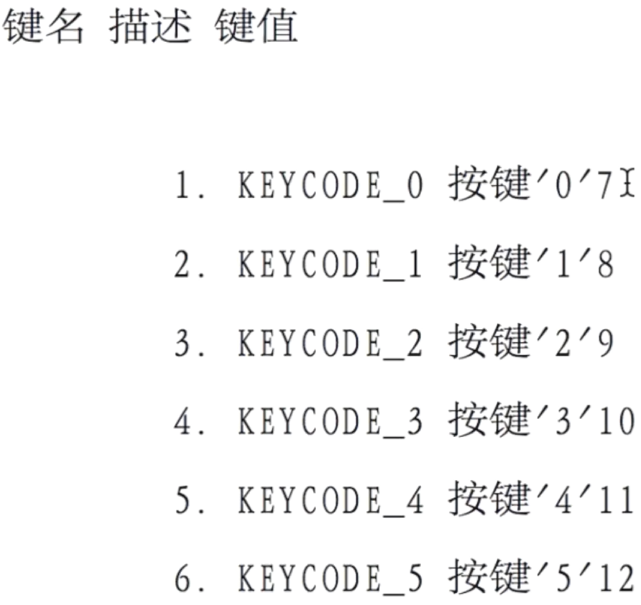 键名 描述 键值
1. KEYCODE_0 按键'0'7
2. KEYCODE_1 按键'1'8
3. KEYCODE_2 按键'2'9
4. KEYCODE_3 按键'3'10
5. KEYCODE_4 按键'4'11
6. KEYCODE_5 按键'5'12